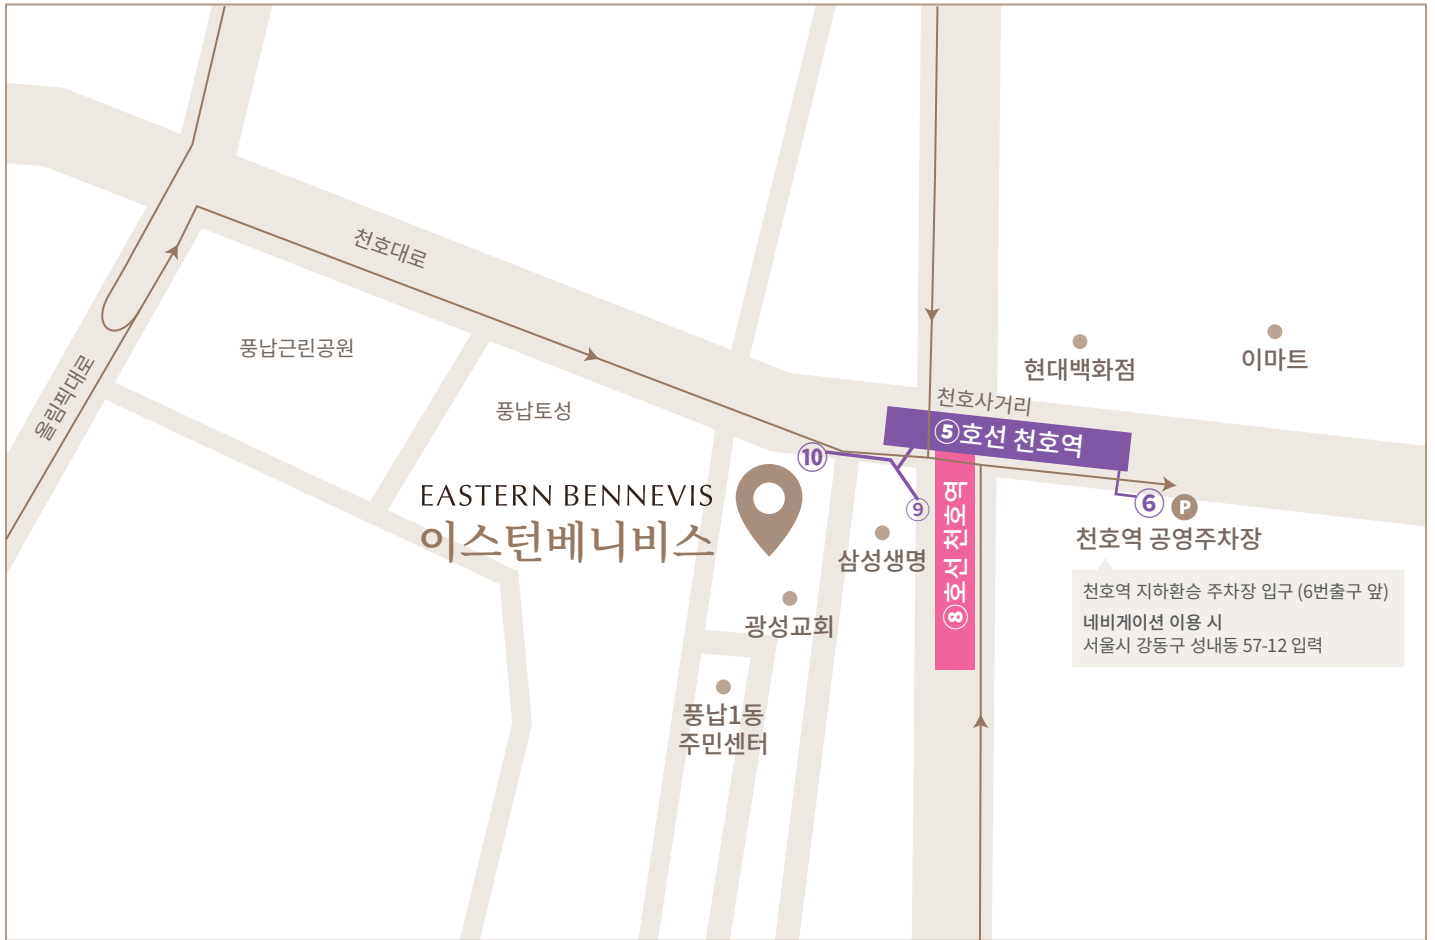 천호대로
풍납근린공원
올림픽대로
풍납토성
현대백화점
이마트
천호사거리
⑤호선 천호역
⑩
⑨
⑥
P
EASTERN BENNEVIS
이스턴베니비스
⑧호선 천호역
삼성생명
천호역 공영주차장
천호역 지하환승 주차장 입구 (6번출구 앞)
네비게이션 이용 시
서울시 강동구 성내동 57-12 입력
광성교회
풍납1동
주민센터